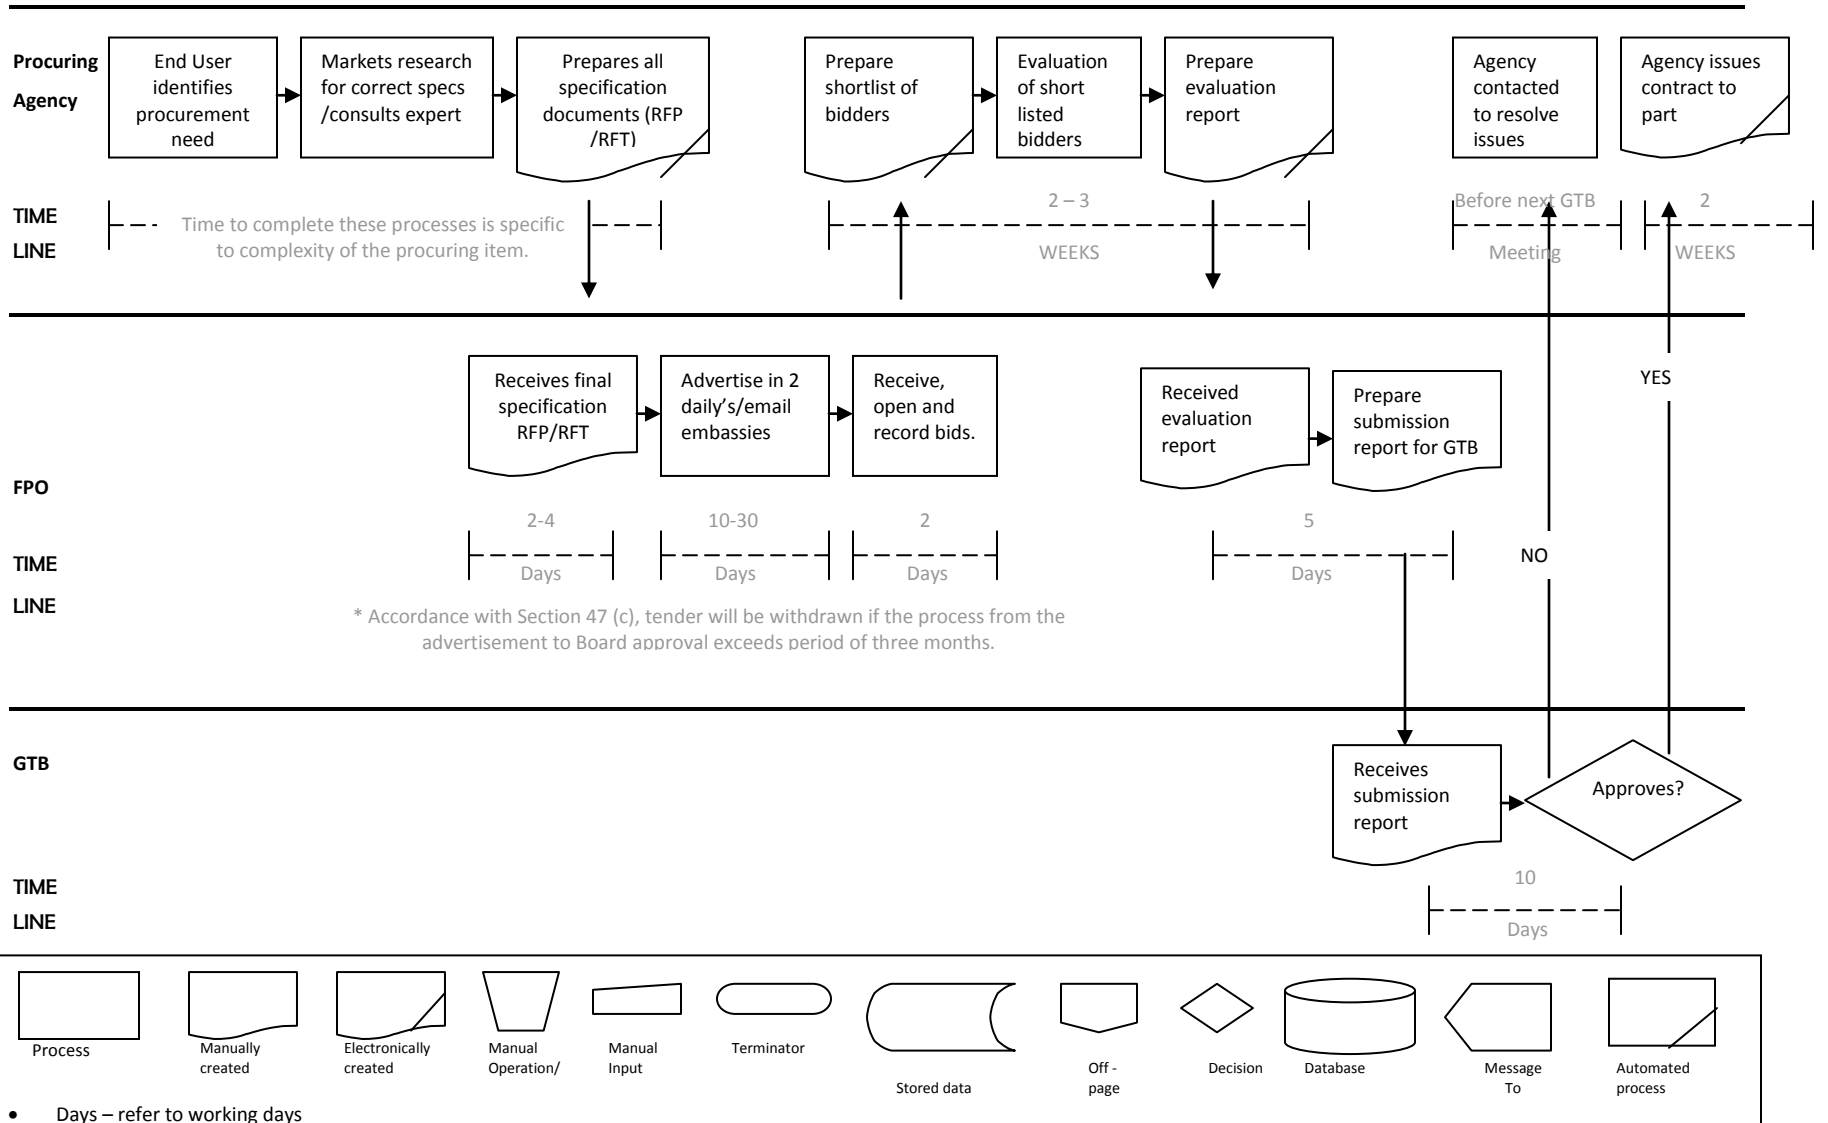 Procuring
Agency
End User
identifies
procurement
need
Markets research
for correct specs
/consults expert
Prepares all
specification
documents (RFP
/RFT)
Prepare
shortlist of
bidders
Evaluation
of short
listed
bidders
Prepare
evaluation
report
Agency
contacted
to resolve
issues
Agency issues
contract to
part
TIME
LINE
Time to complete these processes is specific
to complexity of the procuring item.
2 – 3
WEEKS
Before next GTB
Meeting
2
WEEKS
FPO
Receives final
specification
RFP/RFT
Advertise in 2
daily’s/email
embassies
Receive,
open and
record bids.
Received
evaluation
report
Prepare
submission
report for GTB
YES
NO
TIME
LINE
2-4
Days
10-30
Days
2
Days
5
Days
* Accordance with Section 47 (c), tender will be withdrawn if the process from the
advertisement to Board approval exceeds period of three months.
GTB
Receives
submission
report
Approves?
TIME
LINE
10
Days
Process
Manually
created
Electronically
created
Manual
Operation/
Manual
Input
Terminator
Stored data
Off -
page
Decision
Database
Message
To
Automated
process
• Days – refer to working days